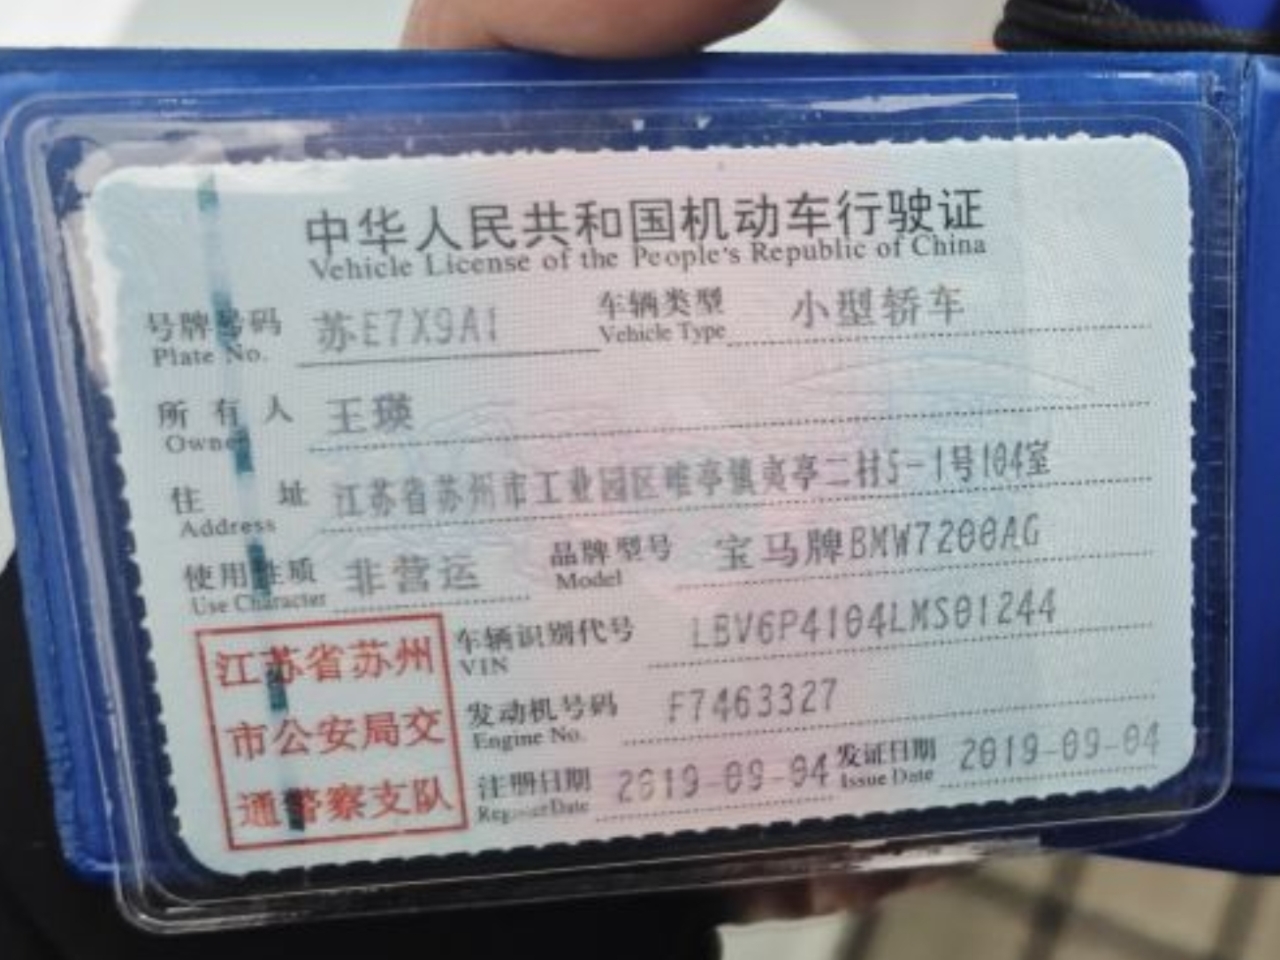 中华人民共和国机动车行驶证
Vehicle License of the People's Republic of China
号牌号码 苏E7X9A1 车辆类型 小型轿车
Plate No. Vehicle Type
所有人 王瑛
Owner
住址 江苏省苏州市工业园区唯亭镇夷亭二村5-1号104室
Address
使用性质 非营运 品牌型号 宝马牌BMW7200AG
Use Character Model
江苏省苏州
市公安局交
通警察支队
车辆识别代号 LBV6P4104LMS01244
VIN
发动机号码 F7463327
Engine No.
注册日期 2019-09-04 发证日期 2019-09-04
Register Date Issue Date